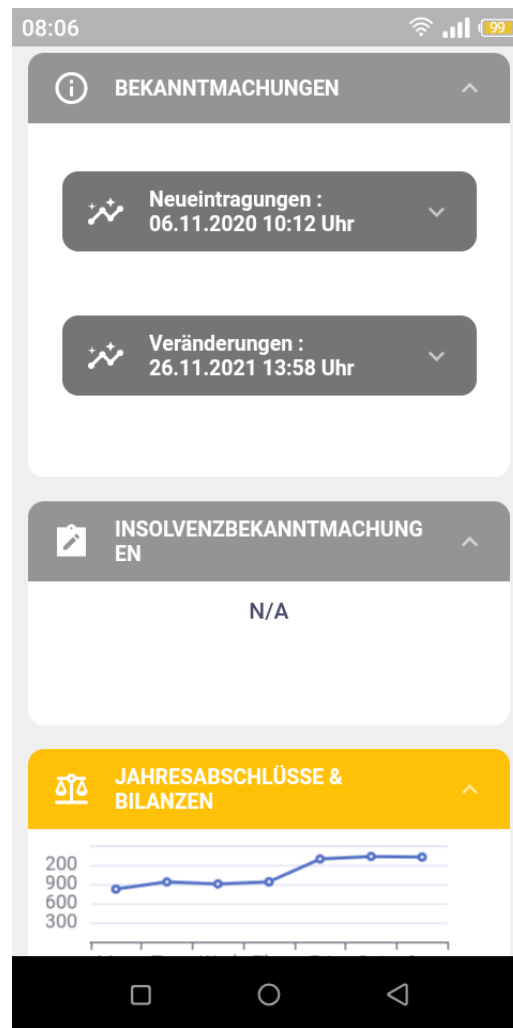 08:06
99
BEKANNTMACHUNGEN
Neueintragungen :
06.11.2020 10:12 Uhr
Veränderungen :
26.11.2021 13:58 Uhr
INSOLVENZBEKANNTMACHUNG
EN
N/A
JAHRESABSCHLÜSSE &
BILANZEN
200
900
600
300